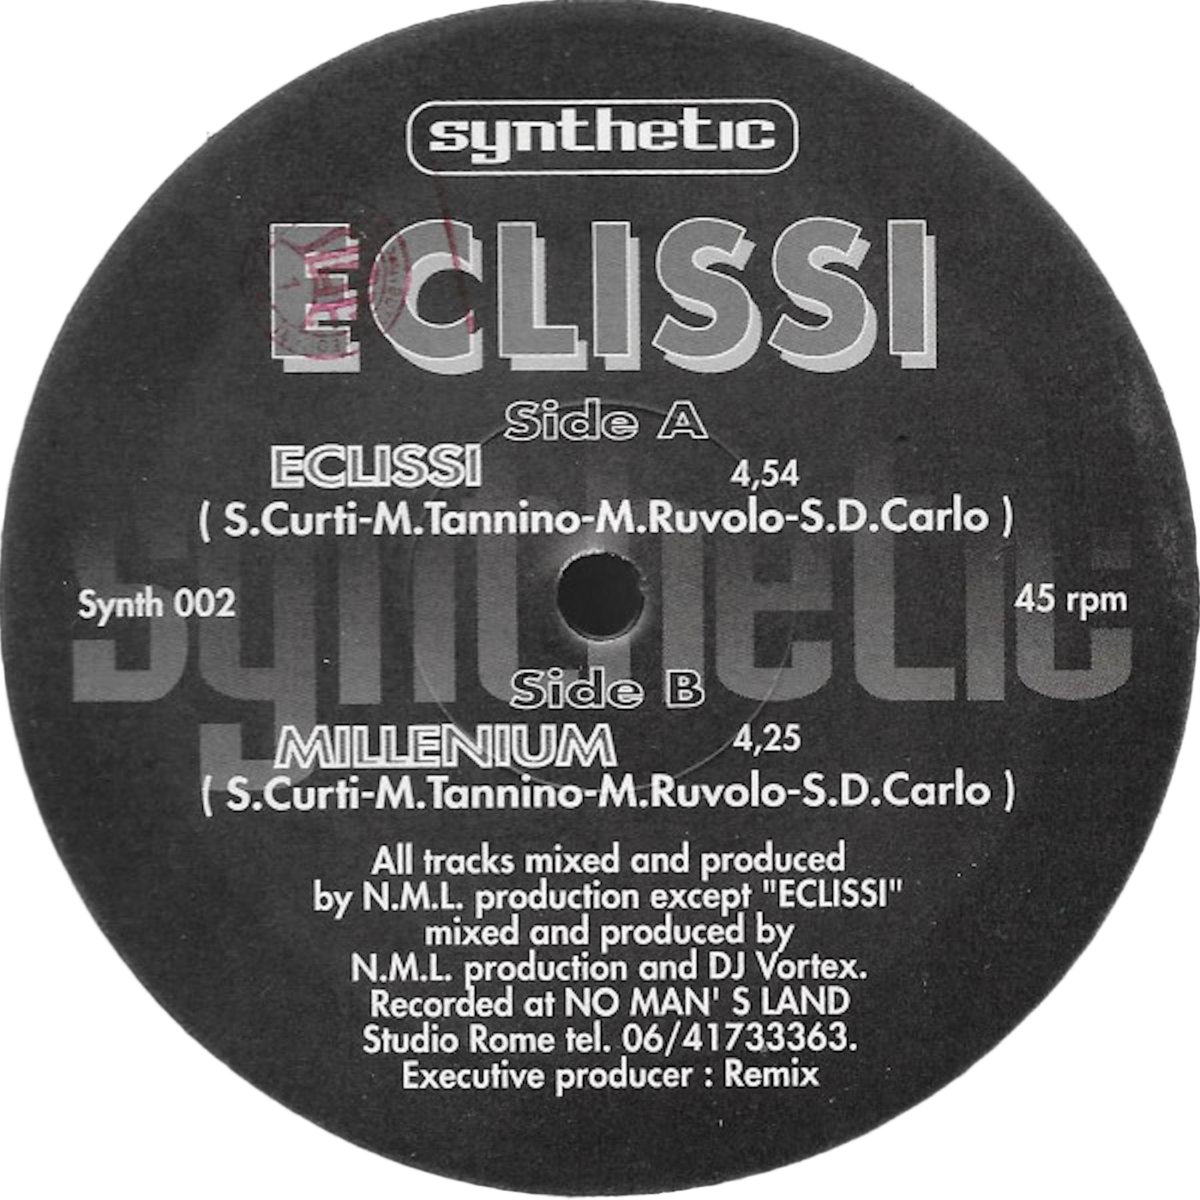 synthetic
ECLISSI
Side A
ECLISSI 4,54
( S.Curti-M.Tannino-M.Ruvolo-S.D.Carlo )
synthetic
Synth 002 45 rpm
Side B
MILLENIUM 4,25
( S.Curti-M.Tannino-M.Ruvolo-S.D.Carlo )
All tracks mixed and produced
by N.M.L. production except "ECLISSI"
mixed and produced by
N.M.L. production and DJ Vortex.
Recorded at NO MAN' S LAND
Studio Rome tel. 06/41733363.
Executive producer : Remix